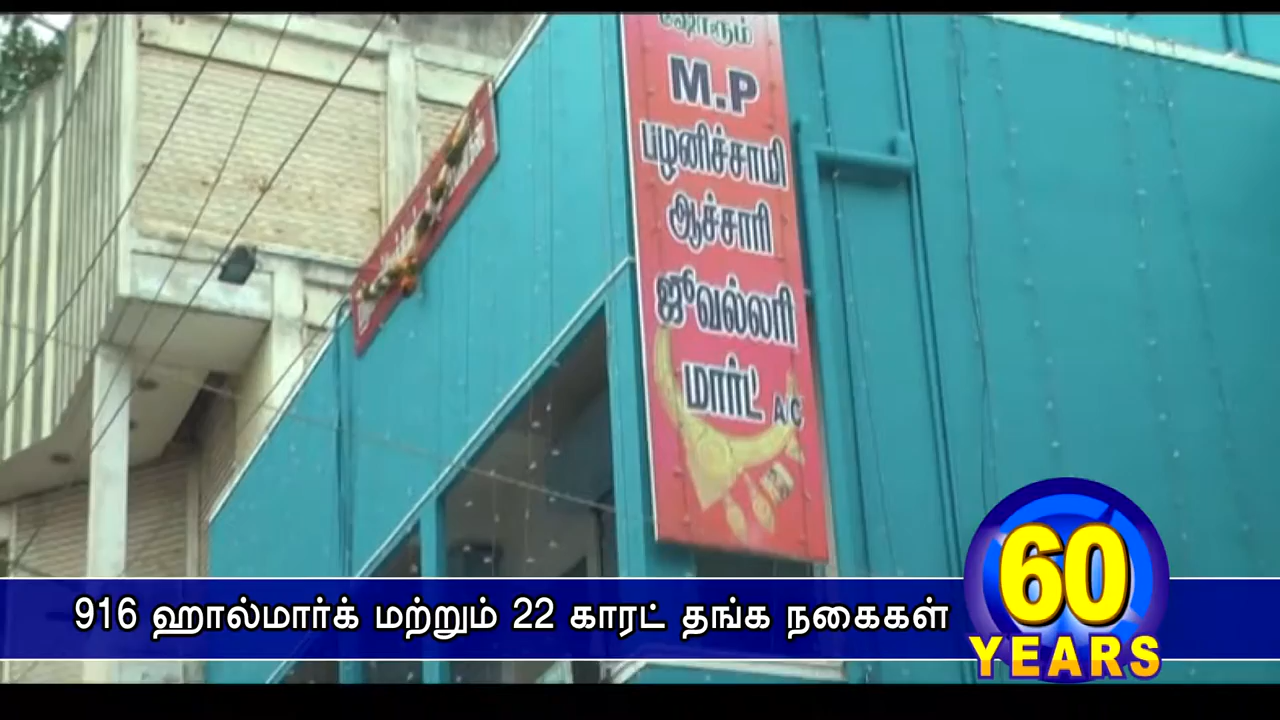 ஷோரூம்
M.P
பழனிச்சாமி
ஆச்சாரி
ஜுவல்லரி
மார்ட் A/C
916 ஹால்மார்க் மற்றும் 22 காரட் தங்க நகைகள்
60
YEARS